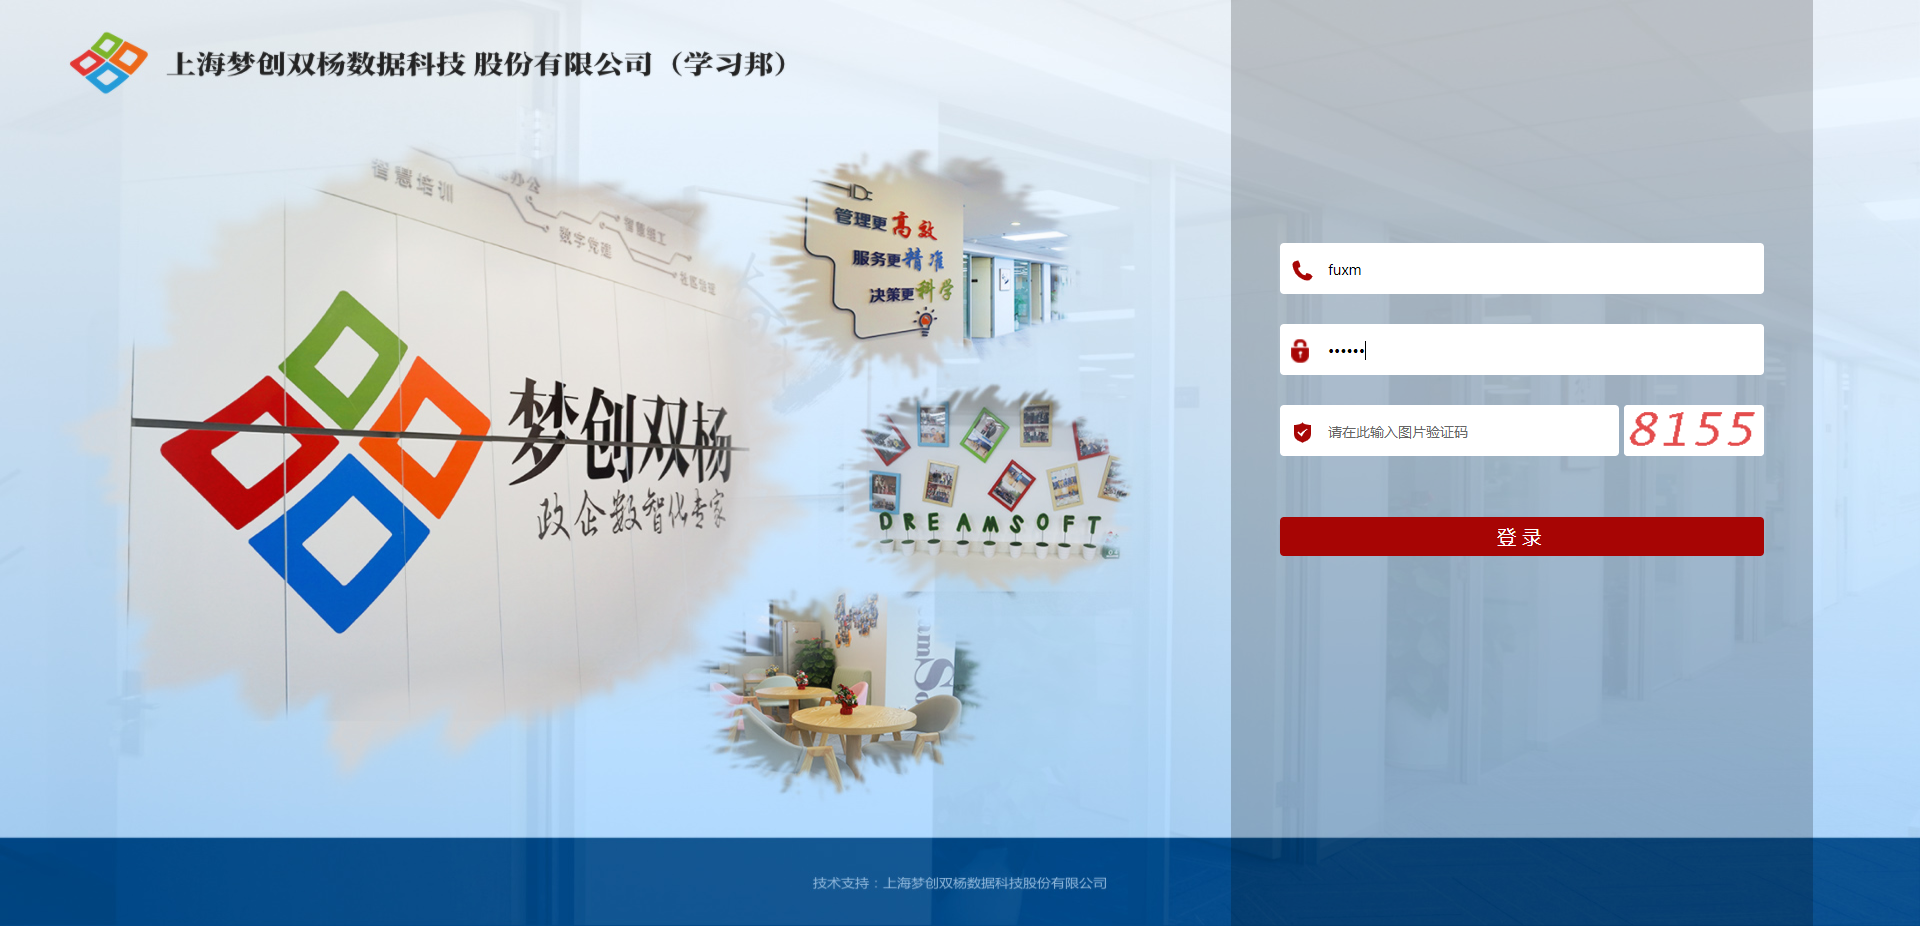 上海梦创双杨数据科技 股份有限公司（学习邦）
智慧培训
办公
数字党建
智慧组工
社区治理
梦创双杨
政企数智化专家
管理更高效
服务更精准
决策更科学
DREAMSOFT
fuxm
••••••
请在此输入图片验证码
8155
登 录
技术支持：上海梦创双杨数据科技股份有限公司